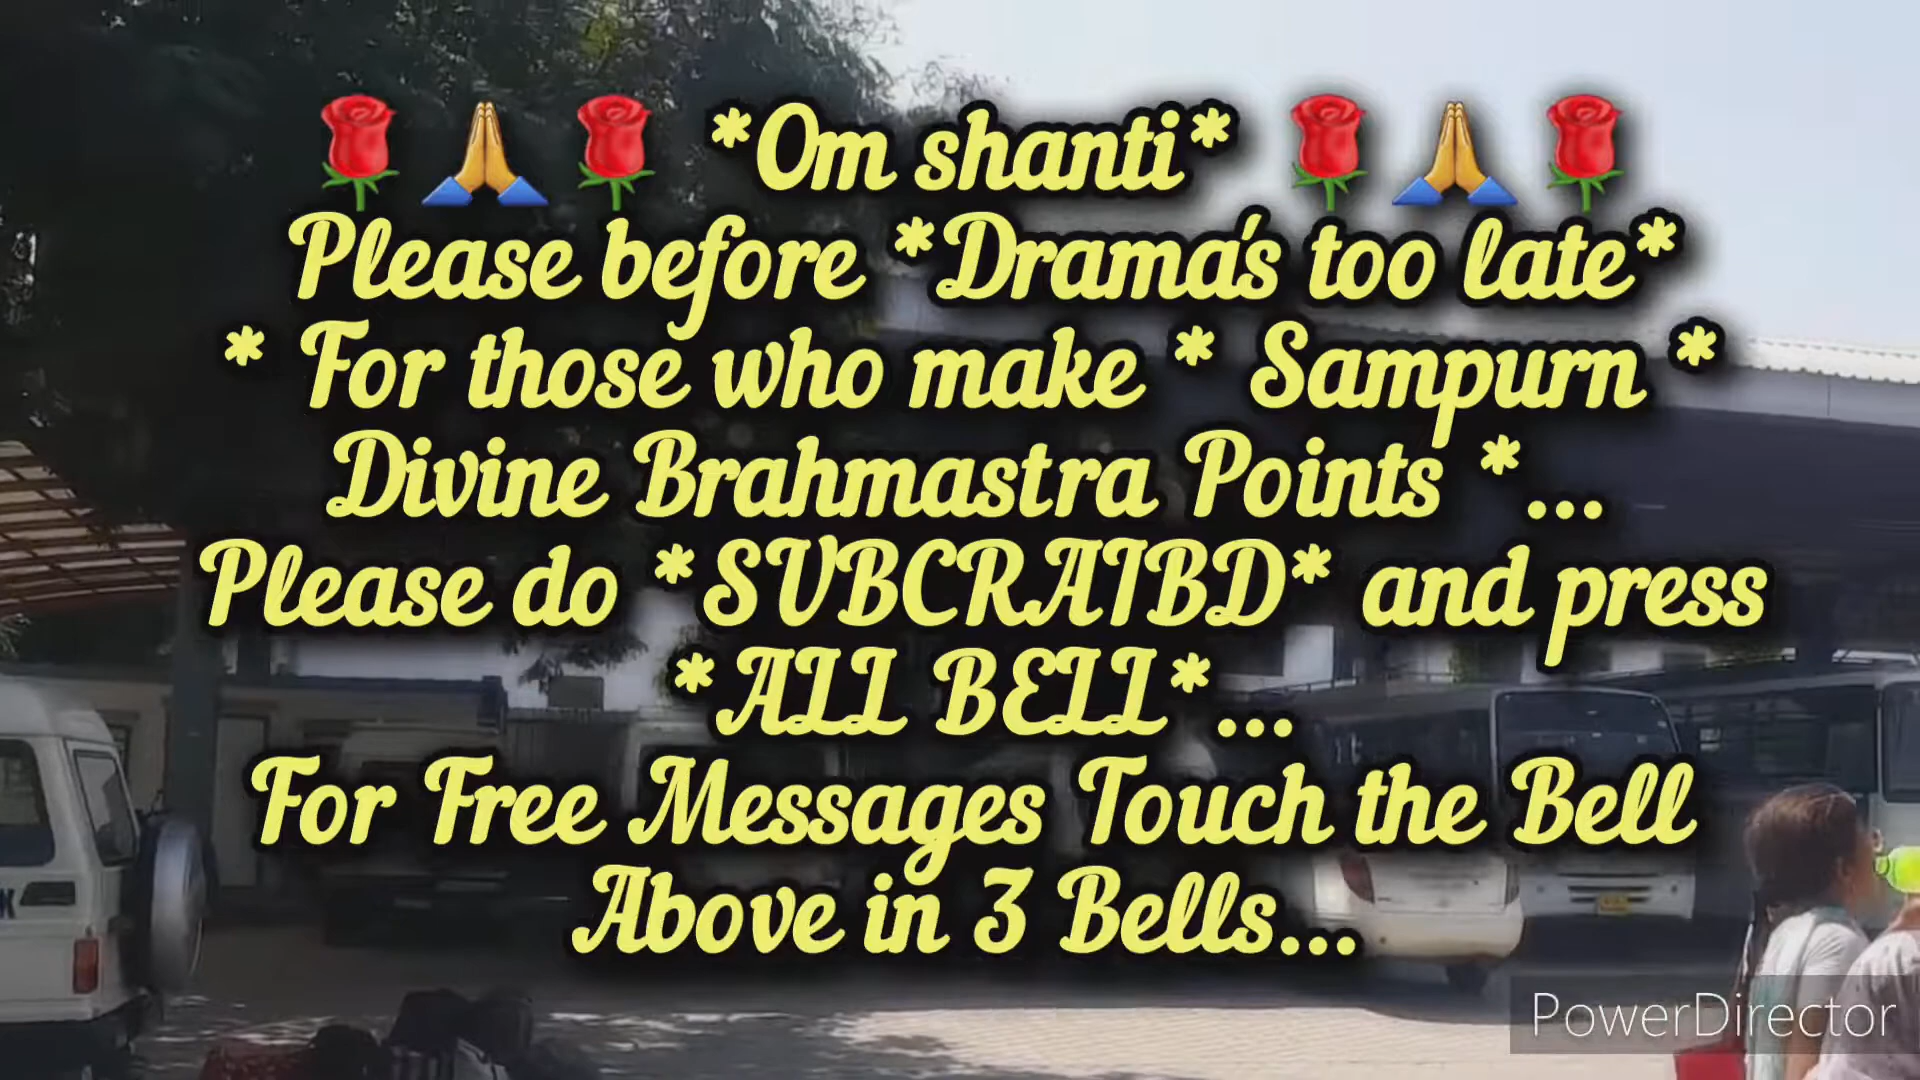 🌹🙏🌹 *Om shanti* 🌹🙏🌹
Please before *Drama's too late*
* For those who make * Sampurn *
Divine Brahmastra Points *...
Please do *SUBCRAIBD* and press
*ALL BELL*...
For Free Messages Touch the Bell
Above in 3 Bells...
PowerDirector